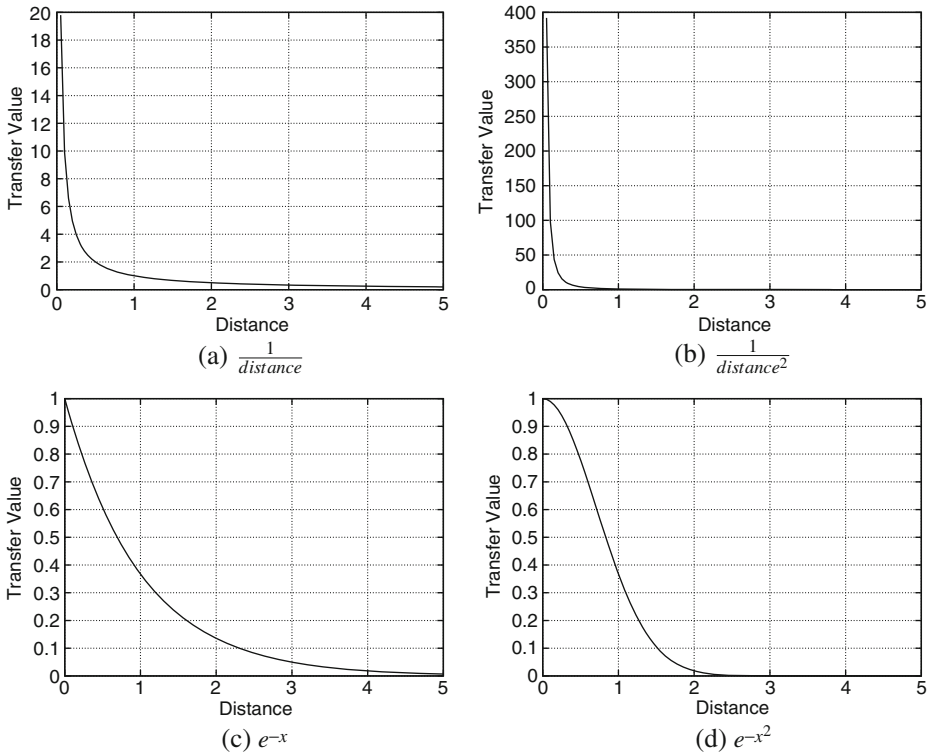 20
18
16
14
12
10
8
6
4
2
0
Transfer Value
0 1 2 3 4 5
Distance
(a) 1/distance
400
350
300
250
200
150
100
50
0
Transfer Value
0 1 2 3 4 5
Distance
(b) 1/distance²
1
0.9
0.8
0.7
0.6
0.5
0.4
0.3
0.2
0.1
0
Transfer Value
0 1 2 3 4 5
Distance
(c) e⁻ˣ
1
0.9
0.8
0.7
0.6
0.5
0.4
0.3
0.2
0.1
0
Transfer Value
0 1 2 3 4 5
Distance
(d) e^–x²